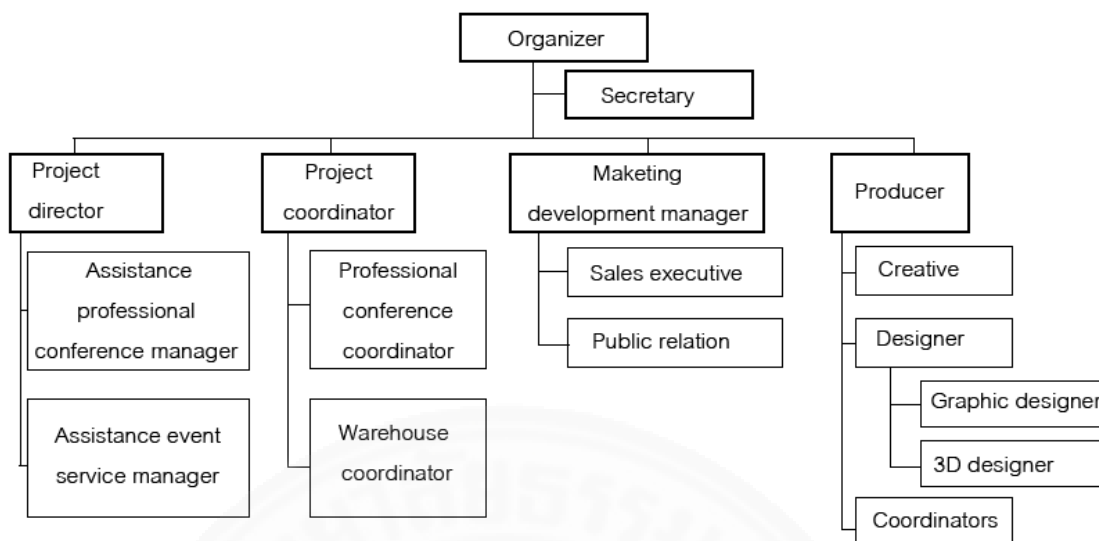 Organizer
Secretary
Project
director
Project
coordinator
Maketing
development manager
Producer
Assistance
professional
conference manager
Professional
conference
coordinator
Sales executive
Public relation
Creative
Designer
Graphic designer
3D designer
Coordinators
Assistance event
service manager
Warehouse
coordinator